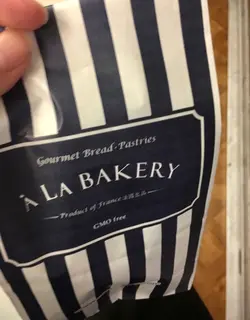 Gourmet Bread·Pastries
À LA BAKERY
Product of France
GMO free